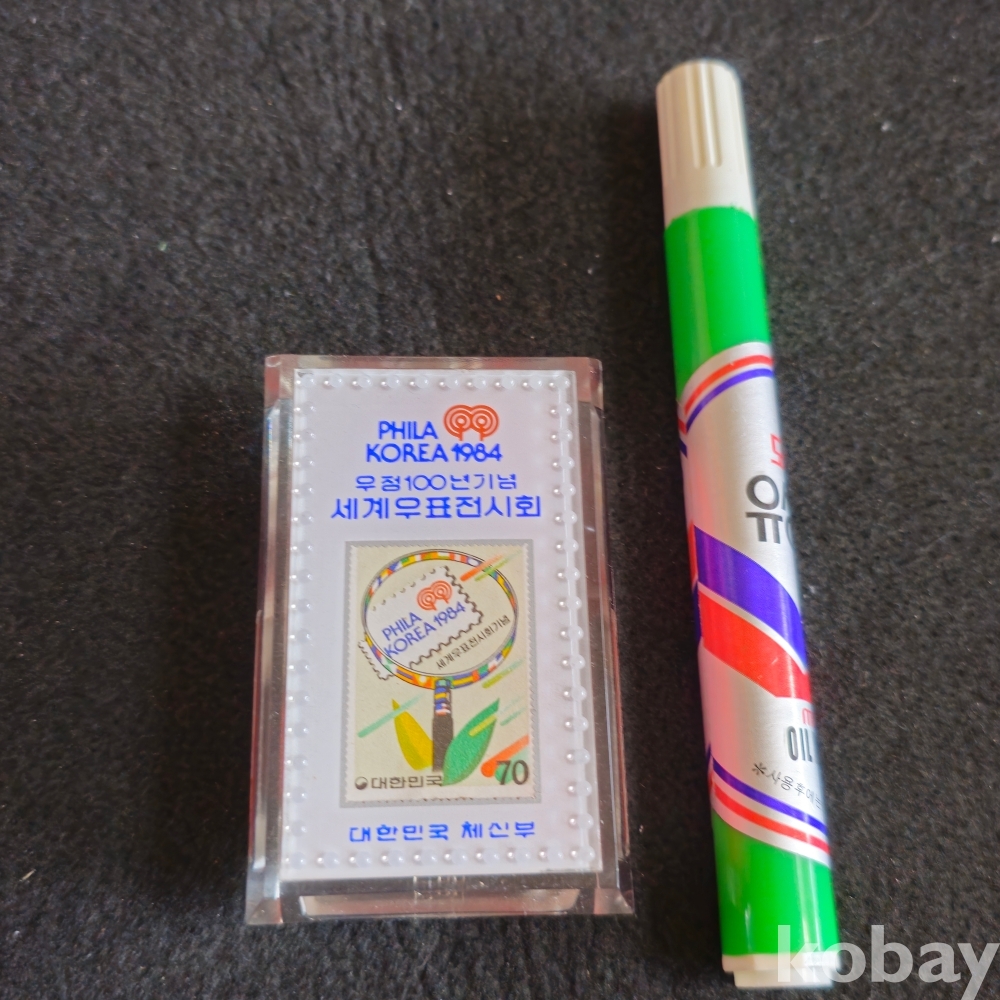 PHILA
KOREA 1984
우정100년기념
세계우표전시회
PHILA
KOREA 1984
세계우표전시회기념
대한민국
70
대한민국 체신부
kobay